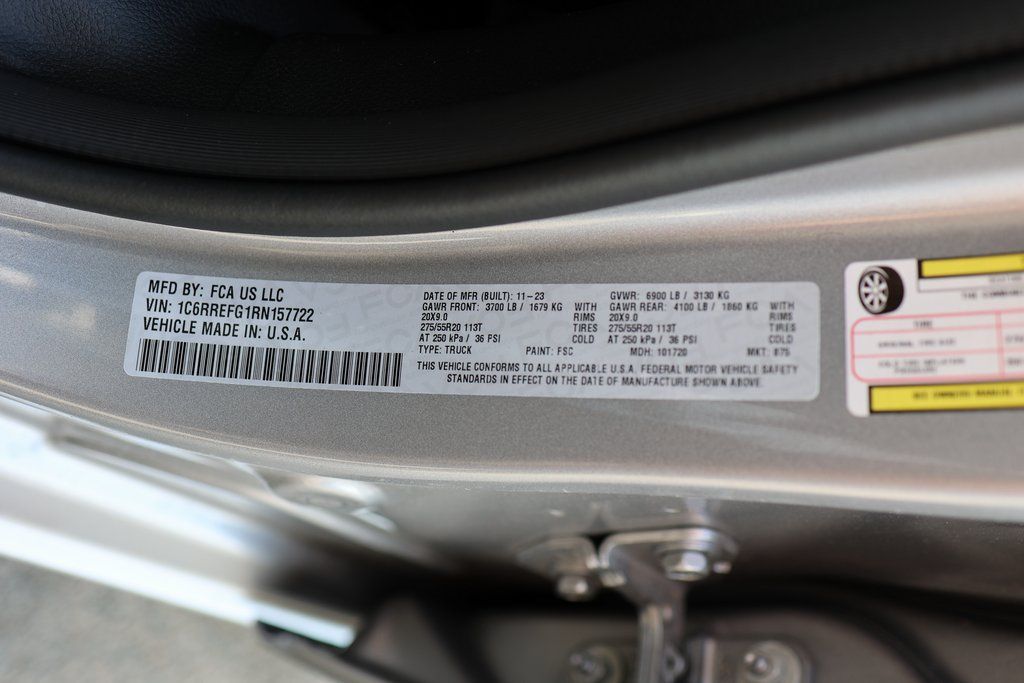 MFD BY: FCA US LLC
VIN: 1C6RREFG1RN157722
VEHICLE MADE IN: U.S.A.
DATE OF MFR (BUILT): 11-23 GVWR: 6900 LB / 3130 KG
GAWR FRONT: 3700 LB / 1679 KG WITH GAWR REAR: 4100 LB / 1860 KG WITH
20X9.0 RIMS 20X9.0 RIMS
275/55R20 113T TIRES 275/55R20 113T TIRES
AT 250 kPa / 36 PSI COLD AT 250 kPa / 36 PSI COLD
TYPE: TRUCK PAINT: FSC MDH: 101720 MKT: 875
THIS VEHICLE CONFORMS TO ALL APPLICABLE U.S.A. FEDERAL MOTOR VEHICLE SAFETY
STANDARDS IN EFFECT ON THE DATE OF MANUFACTURE SHOWN ABOVE.